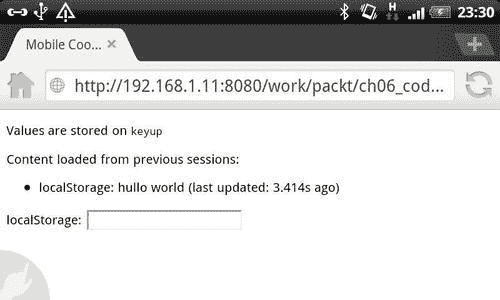 H 23:30
Mobile Coo...
http://192.168.1.11:8080/work/packt/ch06_cod...
Values are stored on keyup
Content loaded from previous sessions:
• localStorage: hullo world (last updated: 3.414s ago)
localStorage: